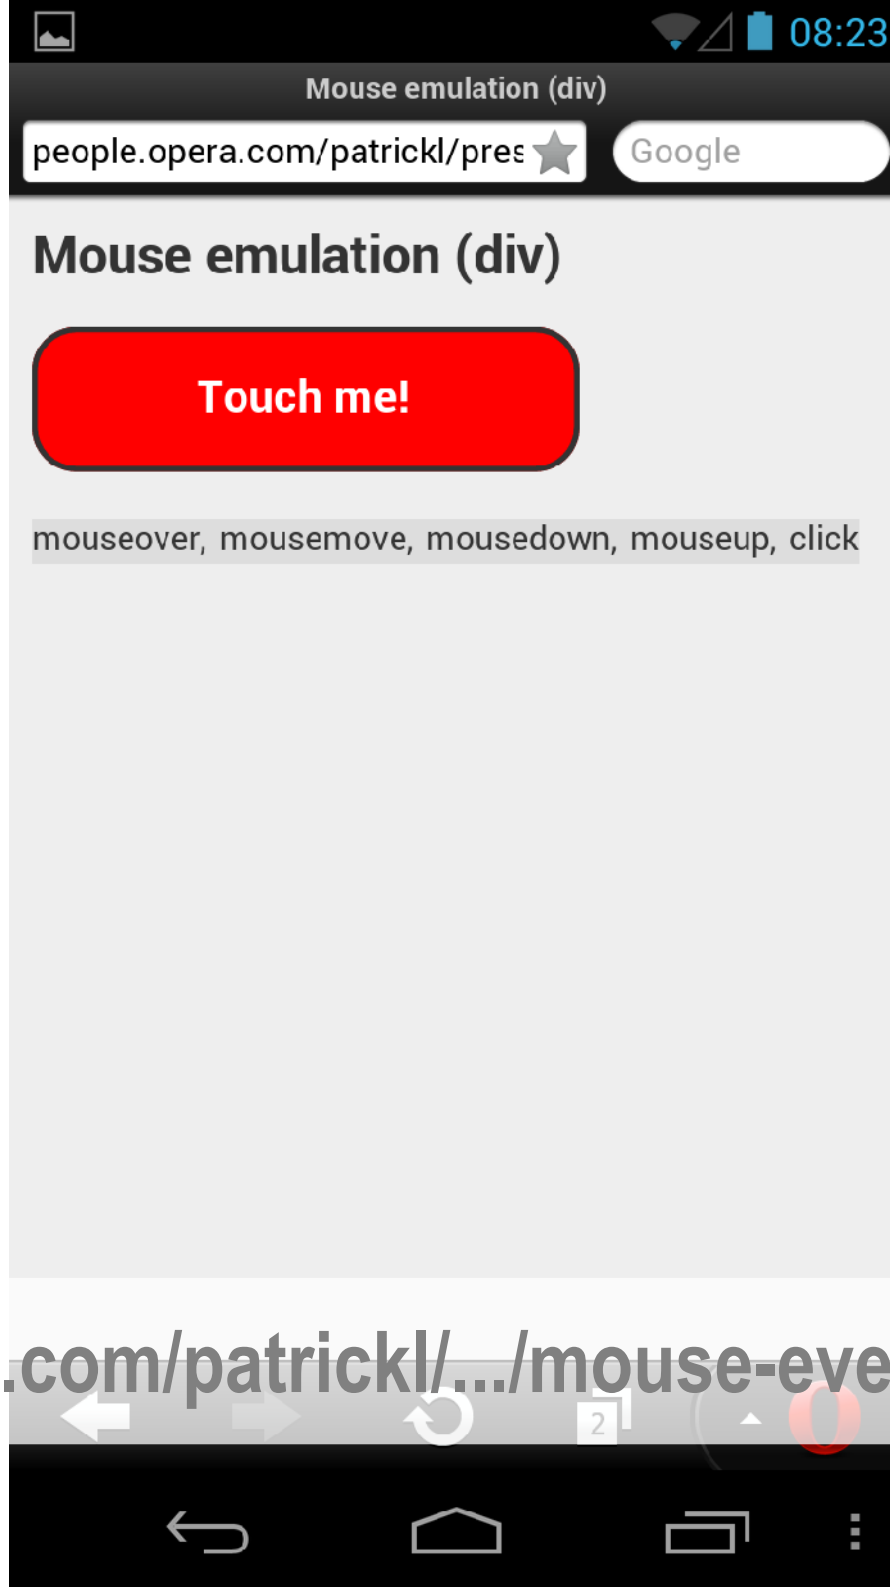 08:23
Mouse emulation (div)
people.opera.com/patrickl/pres
Google
Mouse emulation (div)
Touch me!
mouseover, mousemove, mousedown, mouseup, click
.com/patrickl/.../mouse-eve
2